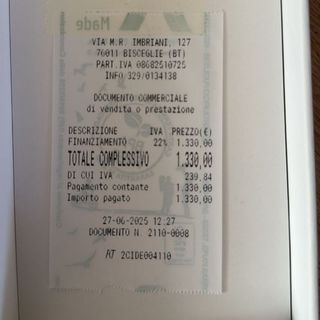 Made
VIA M.R. IMBRIANI, 127
76011 BISCEGLIE (BT)
PART.IVA 08682510725
INFO 329/0134138
DOCUMENTO COMMERCIALE
di vendita o prestazione
DESCRIZIONE IVA PREZZO(€)
FINANZIAMENTO 22% 1.330,00
TOTALE COMPLESSIVO 1.330,00
DI CUI IVA 239,84
Pagamento contante 1.330,00
Importo pagato 1.330,00
27-06-2025 12:27
DOCUMENTO N. 2110-0008
RT 2CIDE004110